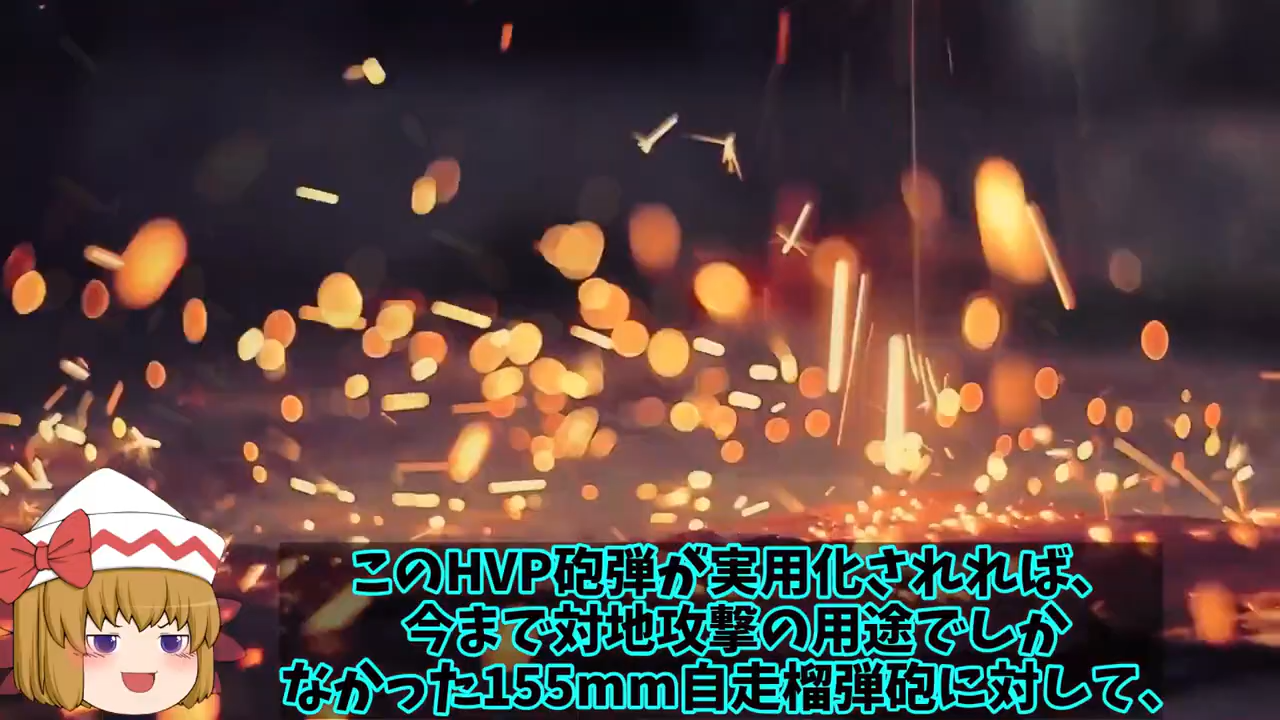 このHVP砲弾が実用化されれば、
今まで対地攻撃の用途でしか
なかった155mm自走榴弾砲に対して、